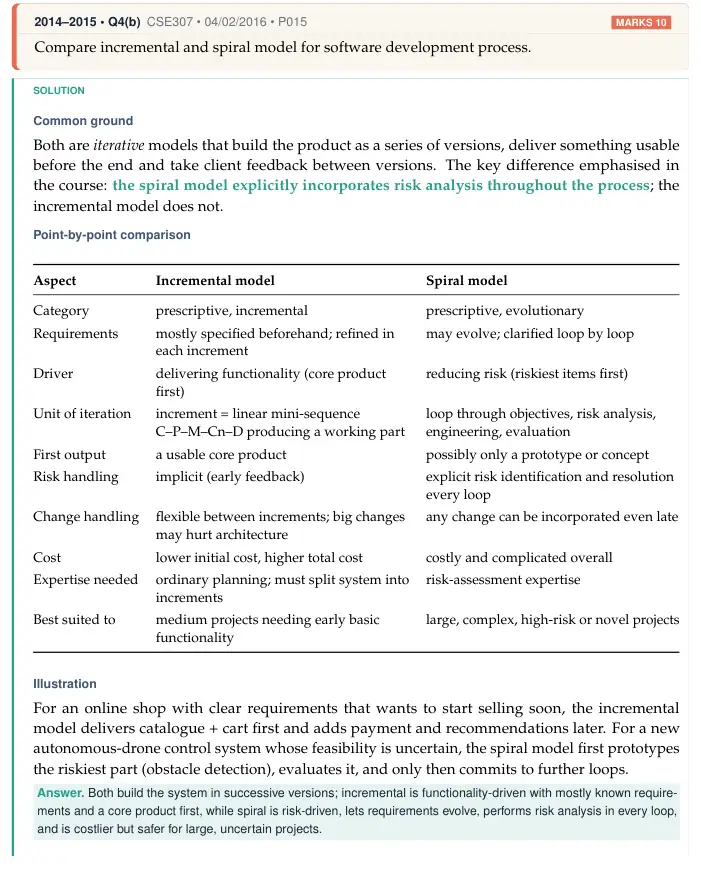 2014–2015 • Q4(b) CSE307 • 04/02/2016 • P015
MARKS 10
Compare incremental and spiral model for software development process.
SOLUTION
Common ground
Both are iterative models that build the product as a series of versions, deliver something usable
before the end and take client feedback between versions. The key difference emphasised in
the course: the spiral model explicitly incorporates risk analysis throughout the process; the
incremental model does not.
Point-by-point comparison
Aspect Incremental model Spiral model
Category prescriptive, incremental prescriptive, evolutionary
Requirements mostly specified beforehand; refined in may evolve; clarified loop by loop
each increment
Driver delivering functionality (core product reducing risk (riskiest items first)
first)
Unit of iteration increment = linear mini-sequence loop through objectives, risk analysis,
C–P–M–Cn–D producing a working part engineering, evaluation
First output a usable core product possibly only a prototype or concept
Risk handling implicit (early feedback) explicit risk identification and resolution
every loop
Change handling flexible between increments; big changes any change can be incorporated even late
may hurt architecture
Cost lower initial cost, higher total cost costly and complicated overall
Expertise needed ordinary planning; must split system into risk-assessment expertise
increments
Best suited to medium projects needing early basic large, complex, high-risk or novel projects
functionality
Illustration
For an online shop with clear requirements that wants to start selling soon, the incremental
model delivers catalogue + cart first and adds payment and recommendations later. For a new
autonomous-drone control system whose feasibility is uncertain, the spiral model first prototypes
the riskiest part (obstacle detection), evaluates it, and only then commits to further loops.
Answer. Both build the system in successive versions; incremental is functionality-driven with mostly known require-
ments and a core product first, while spiral is risk-driven, lets requirements evolve, performs risk analysis in every loop,
and is costlier but safer for large, uncertain projects.